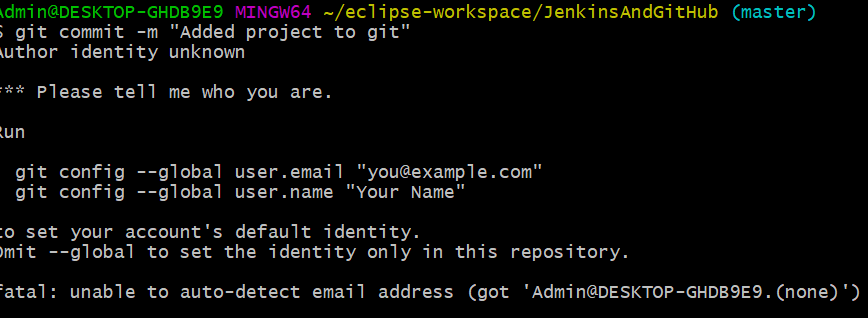 Admin@DESKTOP-GHDB9E9 MINGW64 ~/eclipse-workspace/JenkinsAndGitHub (master)
$ git commit -m "Added project to git"
Author identity unknown
*** Please tell me who you are.
Run
git config --global user.email "you@example.com"
git config --global user.name "Your Name"
to set your account's default identity.
Omit --global to set the identity only in this repository.
fatal: unable to auto-detect email address (got 'Admin@DESKTOP-GHDB9E9.(none)')